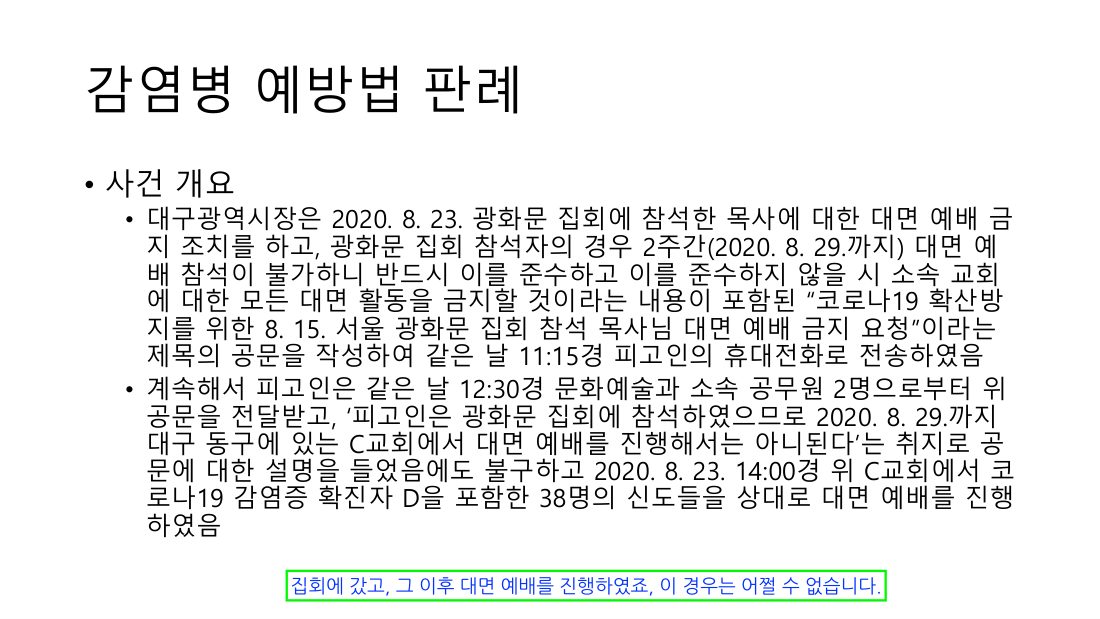 감염병 예방법 판례
• 사건 개요
• 대구광역시장은 2020. 8. 23. 광화문 집회에 참석한 목사에 대한 대면 예배 금
지 조치를 하고, 광화문 집회 참석자의 경우 2주간(2020. 8. 29.까지) 대면 예
배 참석이 불가하니 반드시 이를 준수하고 이를 준수하지 않을 시 소속 교회
에 대한 모든 대면 활동을 금지할 것이라는 내용이 포함된 “코로나19 확산방
지를 위한 8. 15. 서울 광화문 집회 참석 목사님 대면 예배 금지 요청”이라는
제목의 공문을 작성하여 같은 날 11:15경 피고인의 휴대전화로 전송하였음
• 계속해서 피고인은 같은 날 12:30경 문화예술과 소속 공무원 2명으로부터 위
공문을 전달받고, ‘피고인은 광화문 집회에 참석하였으므로 2020. 8. 29.까지
대구 동구에 있는 C교회에서 대면 예배를 진행해서는 아니된다’는 취지로 공
문에 대한 설명을 들었음에도 불구하고 2020. 8. 23. 14:00경 위 C교회에서 코
로나19 감염증 확진자 D을 포함한 38명의 신도들을 상대로 대면 예배를 진행
하였음
집회에 갔고, 그 이후 대면 예배를 진행하였죠, 이 경우는 어쩔 수 없습니다.